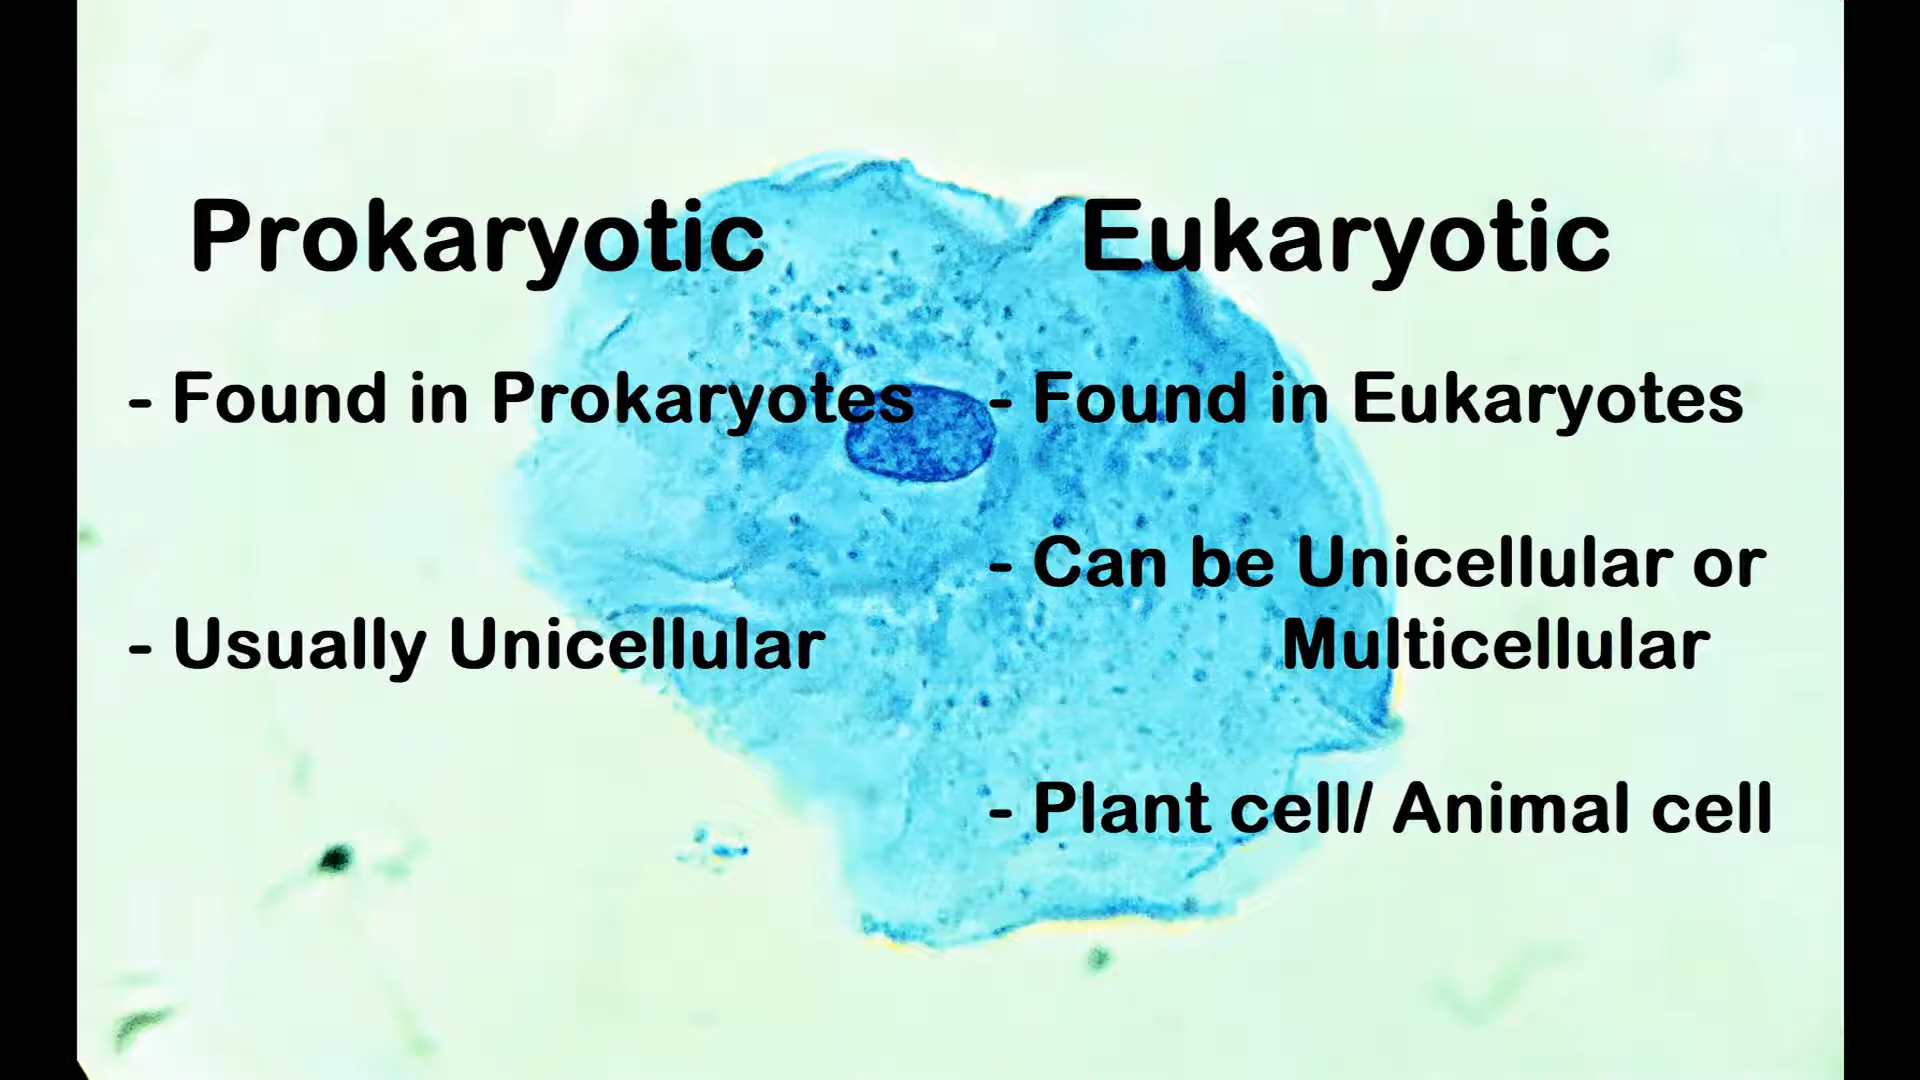 Prokaryotic
- Found in Prokaryotes
- Usually Unicellular
Eukaryotic
- Found in Eukaryotes
- Can be Unicellular or
Multicellular
- Plant cell/ Animal cell